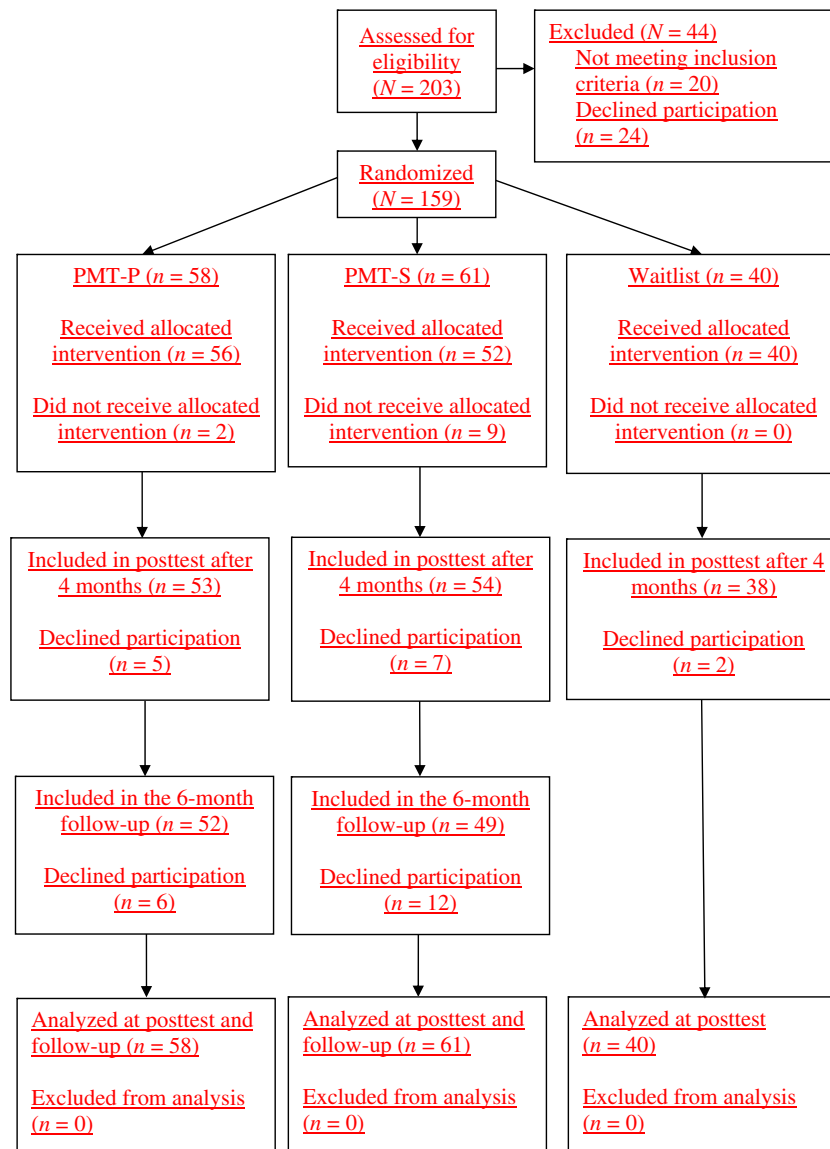 Assessed for
eligibility
(N = 203)
Excluded (N = 44)
Not meeting inclusion
criteria (n = 20)
Declined participation
(n = 24)
Randomized
(N = 159)
PMT-P (n = 58)
Received allocated
intervention (n = 56)
Did not receive allocated
intervention (n = 2)
PMT-S (n = 61)
Received allocated
intervention (n = 52)
Did not receive allocated
intervention (n = 9)
Waitlist (n = 40)
Received allocated
intervention (n = 40)
Did not receive allocated
intervention (n = 0)
Included in posttest after
4 months (n = 53)
Declined participation
(n = 5)
Included in posttest after
4 months (n = 54)
Declined participation
(n = 7)
Included in posttest after 4
months (n = 38)
Declined participation
(n = 2)
Included in the 6-month
follow-up (n = 52)
Declined participation
(n = 6)
Included in the 6-month
follow-up (n = 49)
Declined participation
(n = 12)
Analyzed at posttest and
follow-up (n = 58)
Excluded from analysis
(n = 0)
Analyzed at posttest and
follow-up (n = 61)
Excluded from analysis
(n = 0)
Analyzed at posttest
(n = 40)
Excluded from analysis
(n = 0)